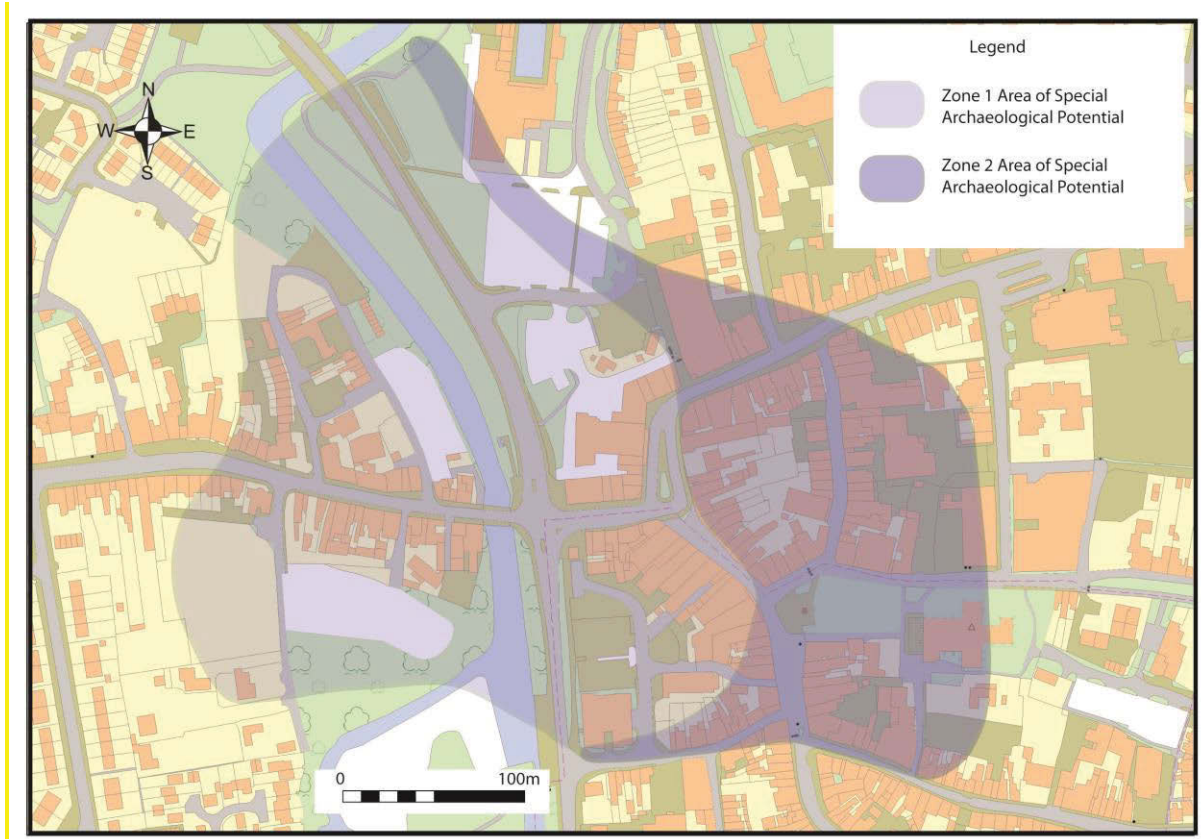 Legend
Zone 1 Area of Special
Archaeological Potential
Zone 2 Area of Special
Archaeological Potential
N
W E
S
0 100m